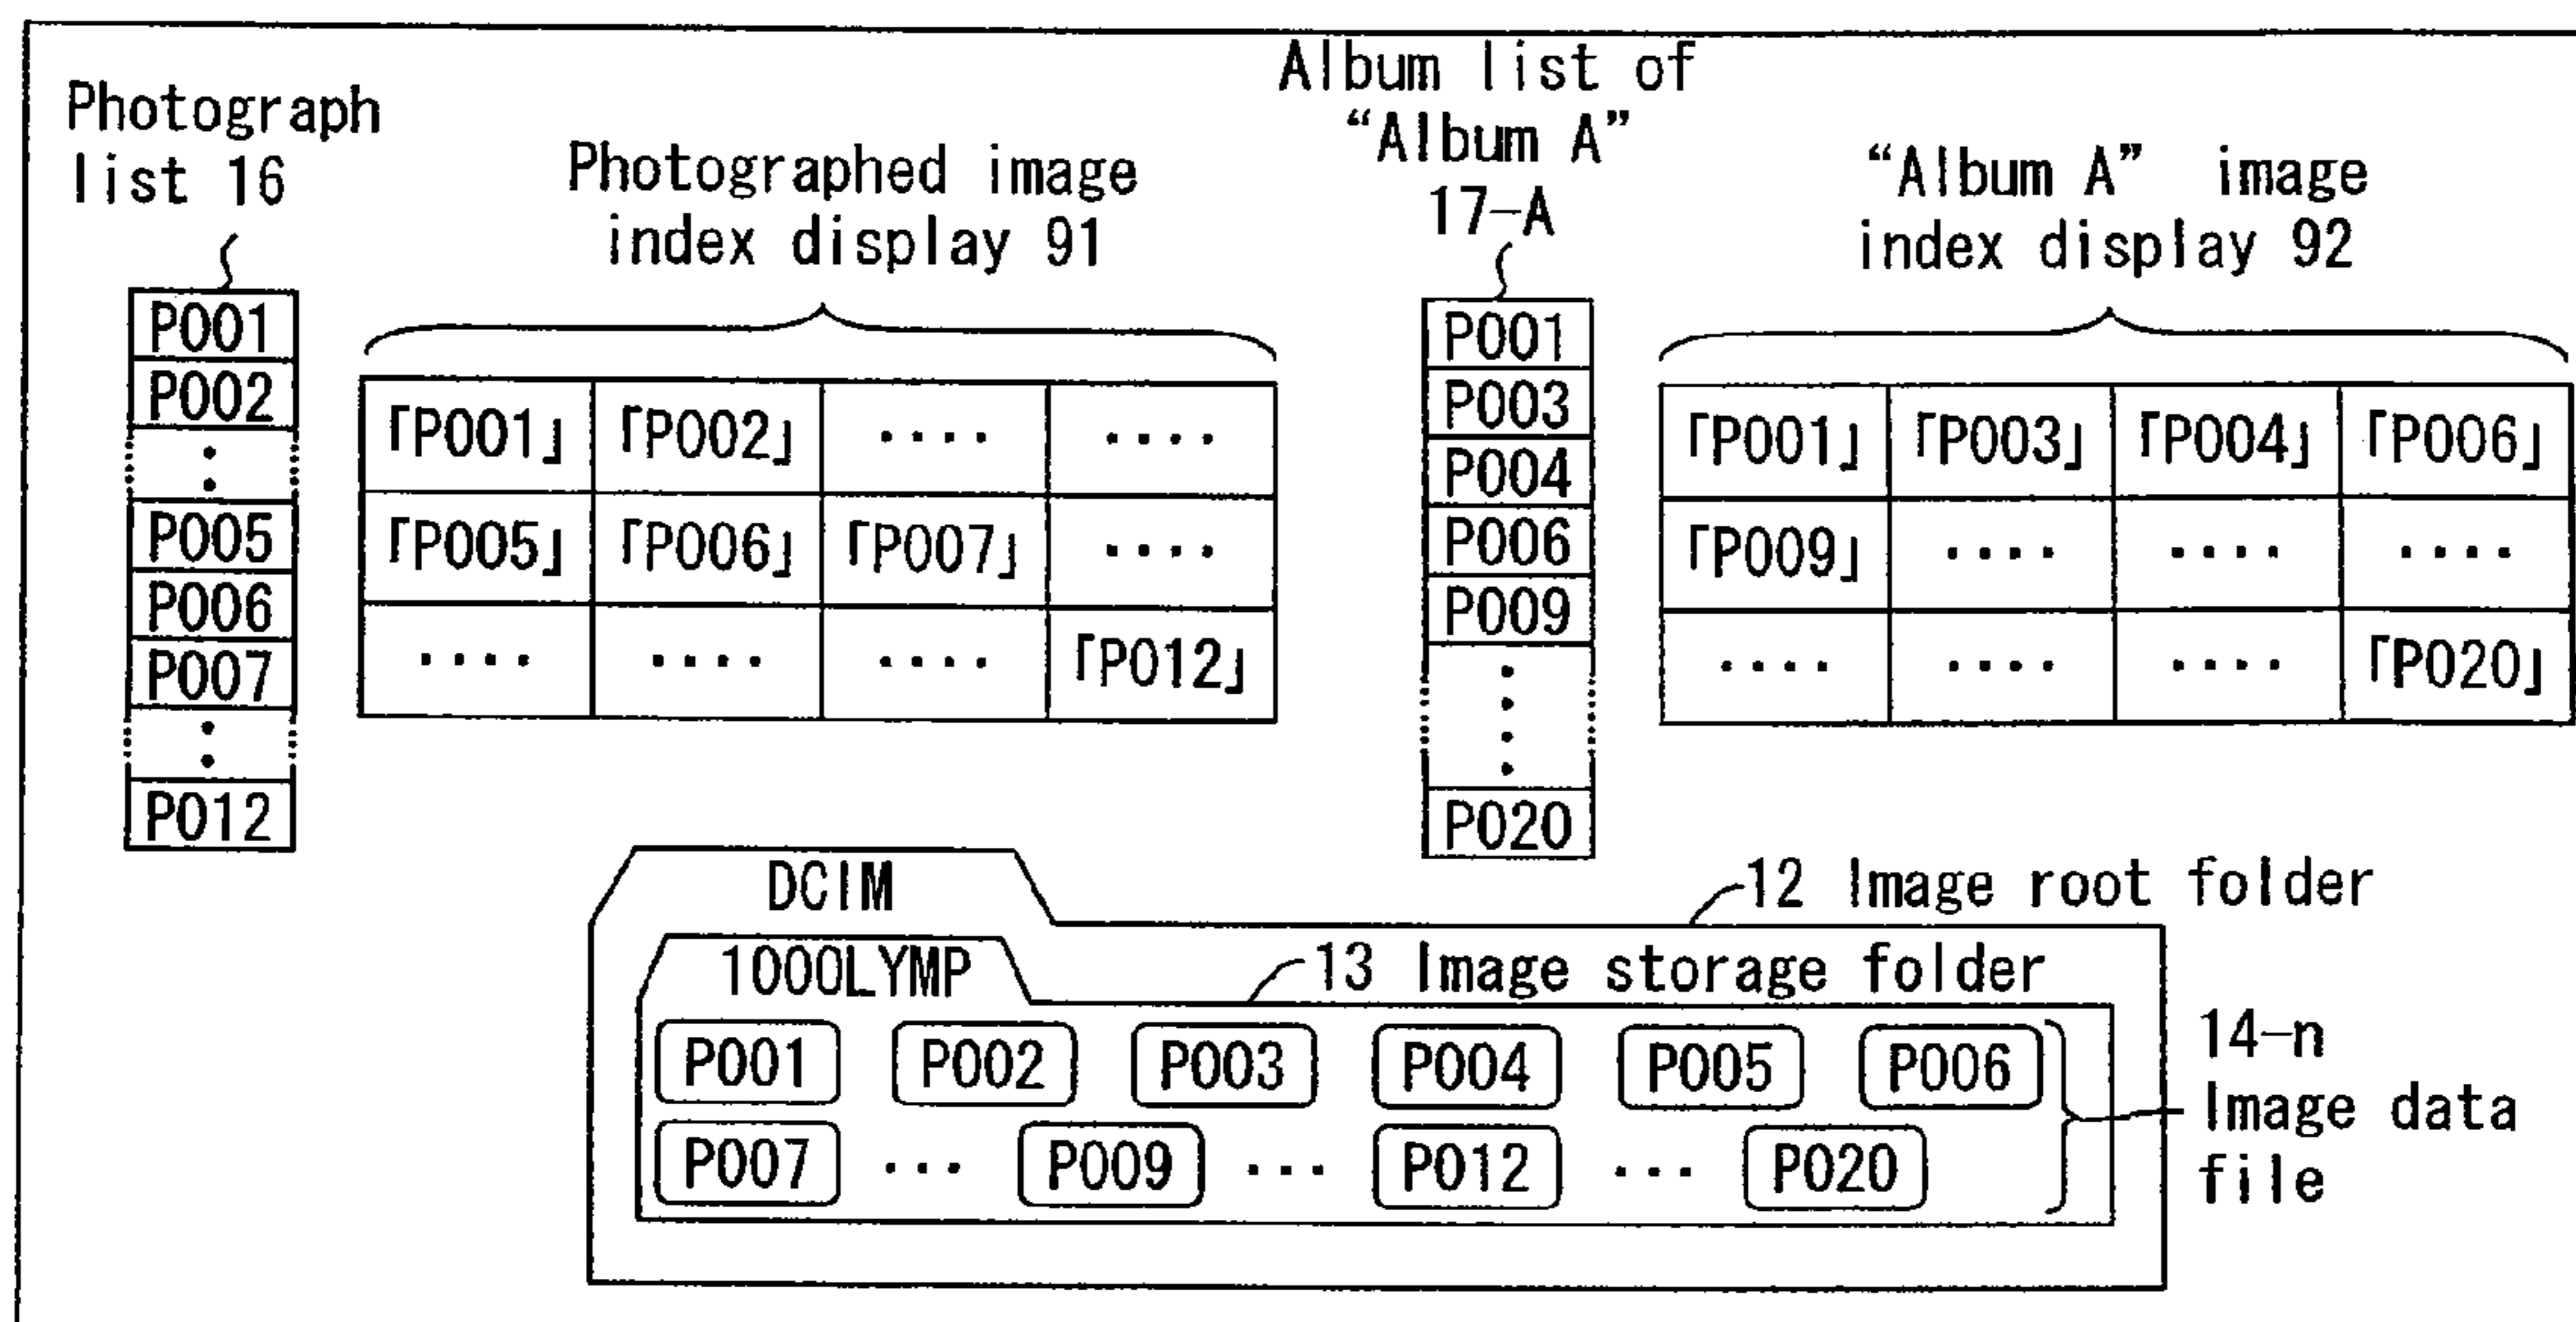 Photograph
list 16
P001
P002
P005
P006
P007
P012
Photographed image
index display 91
「P001」 「P002」 ‥‥ ‥‥
「P005」 「P006」 「P007」 ‥‥
‥‥ ‥‥ ‥‥ 「P012」
Album list of
“Album A”
17-A
P001
P003
P004
P006
P009
P020
“Album A” image
index display 92
「P001」 「P003」 「P004」 「P006」
「P009」 ‥‥ ‥‥ ‥‥
‥‥ ‥‥ ‥‥ 「P020」
DCIM
12 Image root folder
100OLYMP
13 Image storage folder
P001 P002 P003 P004 P005 P006
P007 ... P009 ... P012 ... P020
14-n
Image data
file